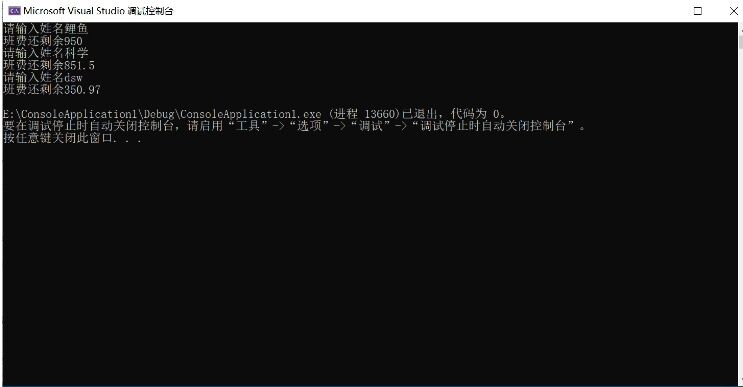 Microsoft Visual Studio 调试控制台
请输入姓名鲤鱼
班费还剩余950
请输入姓名科学
班费还剩余851.5
请输入姓名dsw
班费还剩余350.97
E:\ConsoleApplication1\Debug\ConsoleApplication1.exe (进程 13660)已退出，代码为 0。
要在调试停止时自动关闭控制台，请启用“工具”->“选项”->“调试”->“调试停止时自动关闭控制台”。
按任意键关闭此窗口. . .